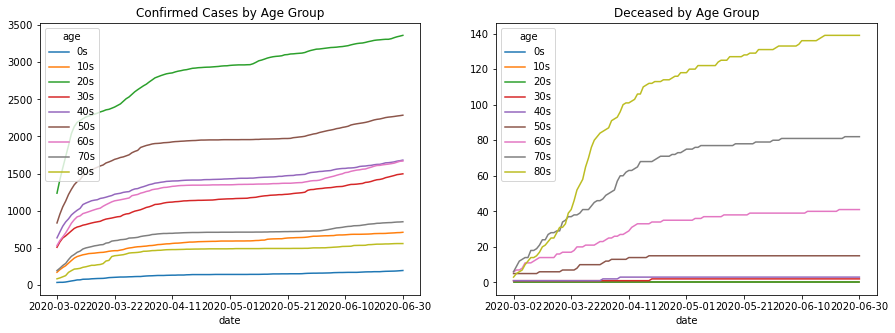 Confirmed Cases by Age Group
3500
3000
2500
2000
1500
1000
500
0
age
0s
10s
20s
30s
40s
50s
60s
70s
80s
2020-03-02 2020-03-22 2020-04-11 2020-05-01 2020-05-21 2020-06-10 2020-06-30
date
Deceased by Age Group
140
120
100
80
60
40
20
0
age
0s
10s
20s
30s
40s
50s
60s
70s
80s
2020-03-02 2020-03-22 2020-04-11 2020-05-01 2020-05-21 2020-06-10 2020-06-30
date